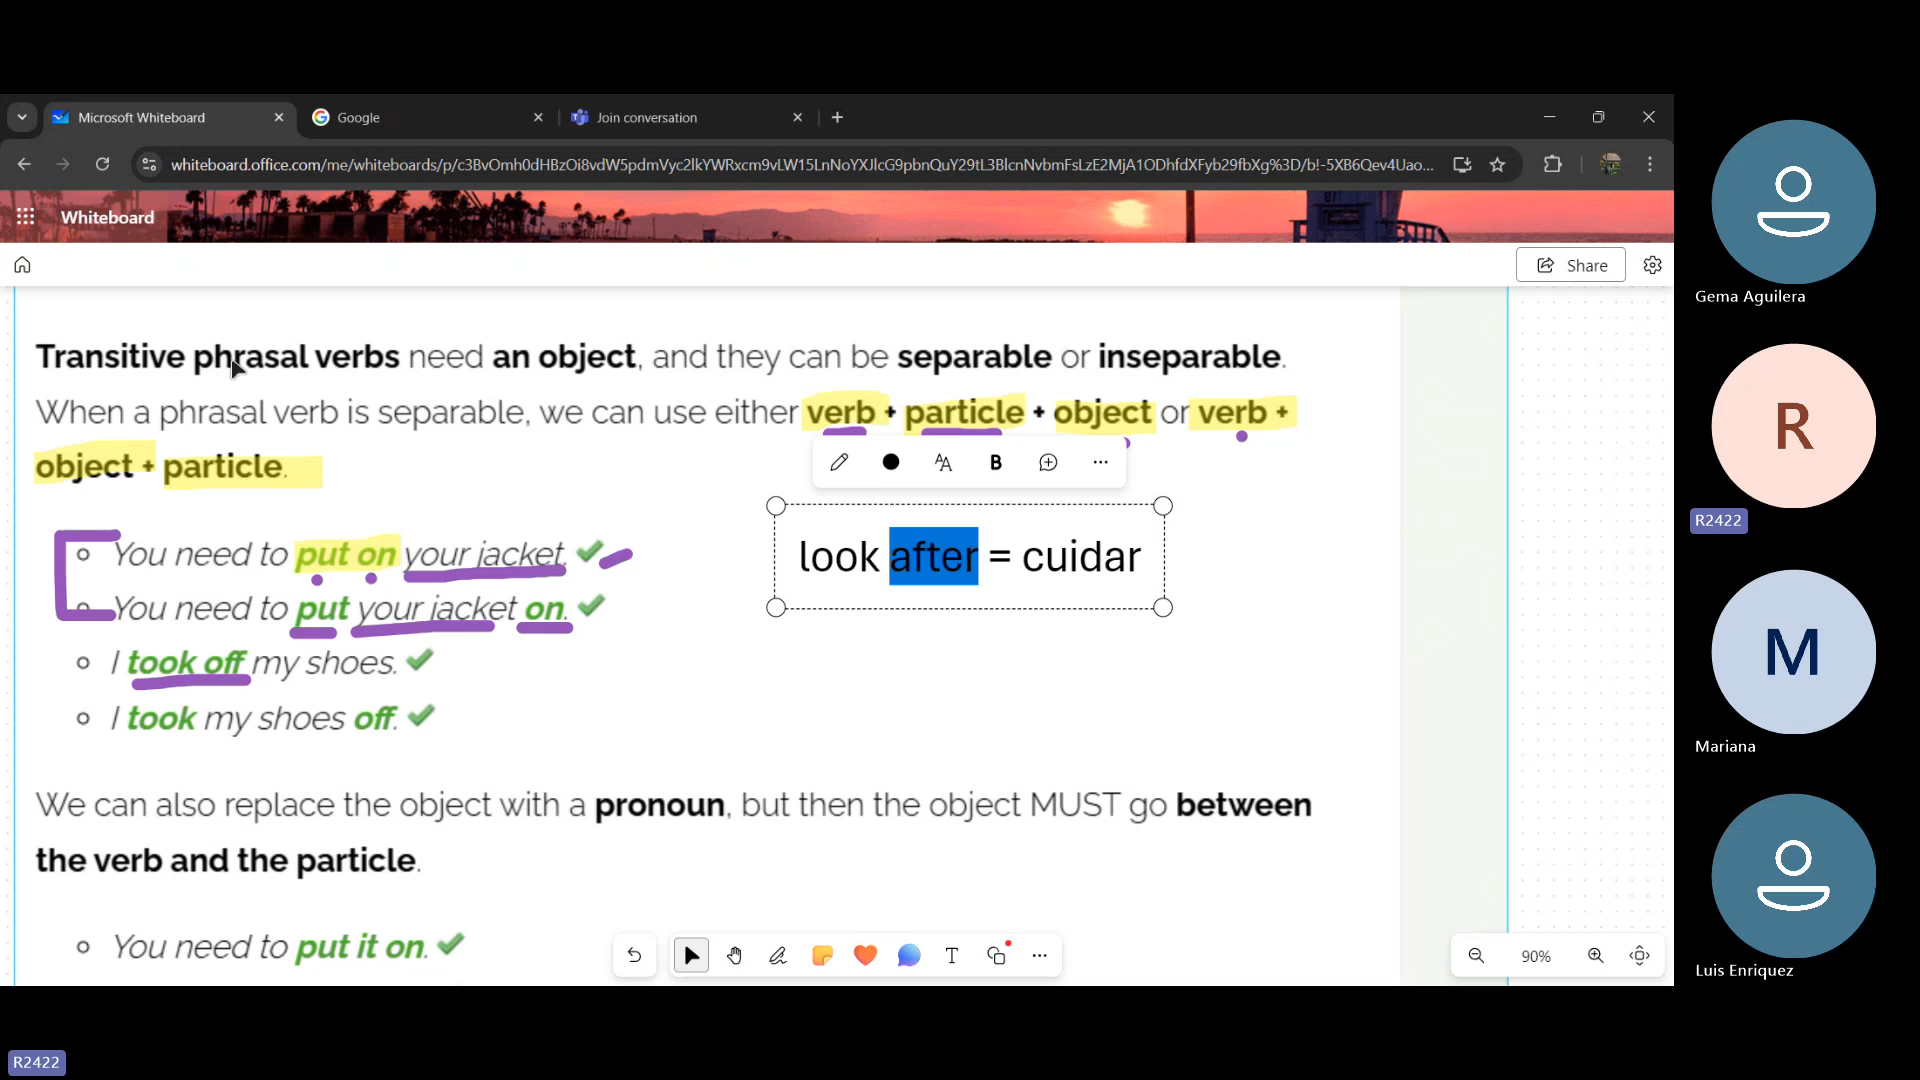 Microsoft Whiteboard
Google
Join conversation
whiteboard.office.com/me/whiteboards/p/c3BvOmh0dHBzOi8vdW5pdmVyc2lkYWRxcm9vLW15LnNoYXJlcG9pbnQuY29tL3BlcnNvbmFsLzE2MjA1ODhfdXFyb29fbXg%3D/b!-5XB6Qev4Uao...
Whiteboard
Share
Transitive phrasal verbs need an object, and they can be separable or inseparable.
When a phrasal verb is separable, we can use either verb + particle + object or verb +
object + particle.
You need to put on your jacket.
look after = cuidar
You need to put your jacket on.
I took off my shoes.
I took my shoes off.
We can also replace the object with a pronoun, but then the object MUST go between
the verb and the particle.
You need to put it on.
90%
Gema Aguilera
R
R2422
M
Mariana
Luis Enriquez
R2422